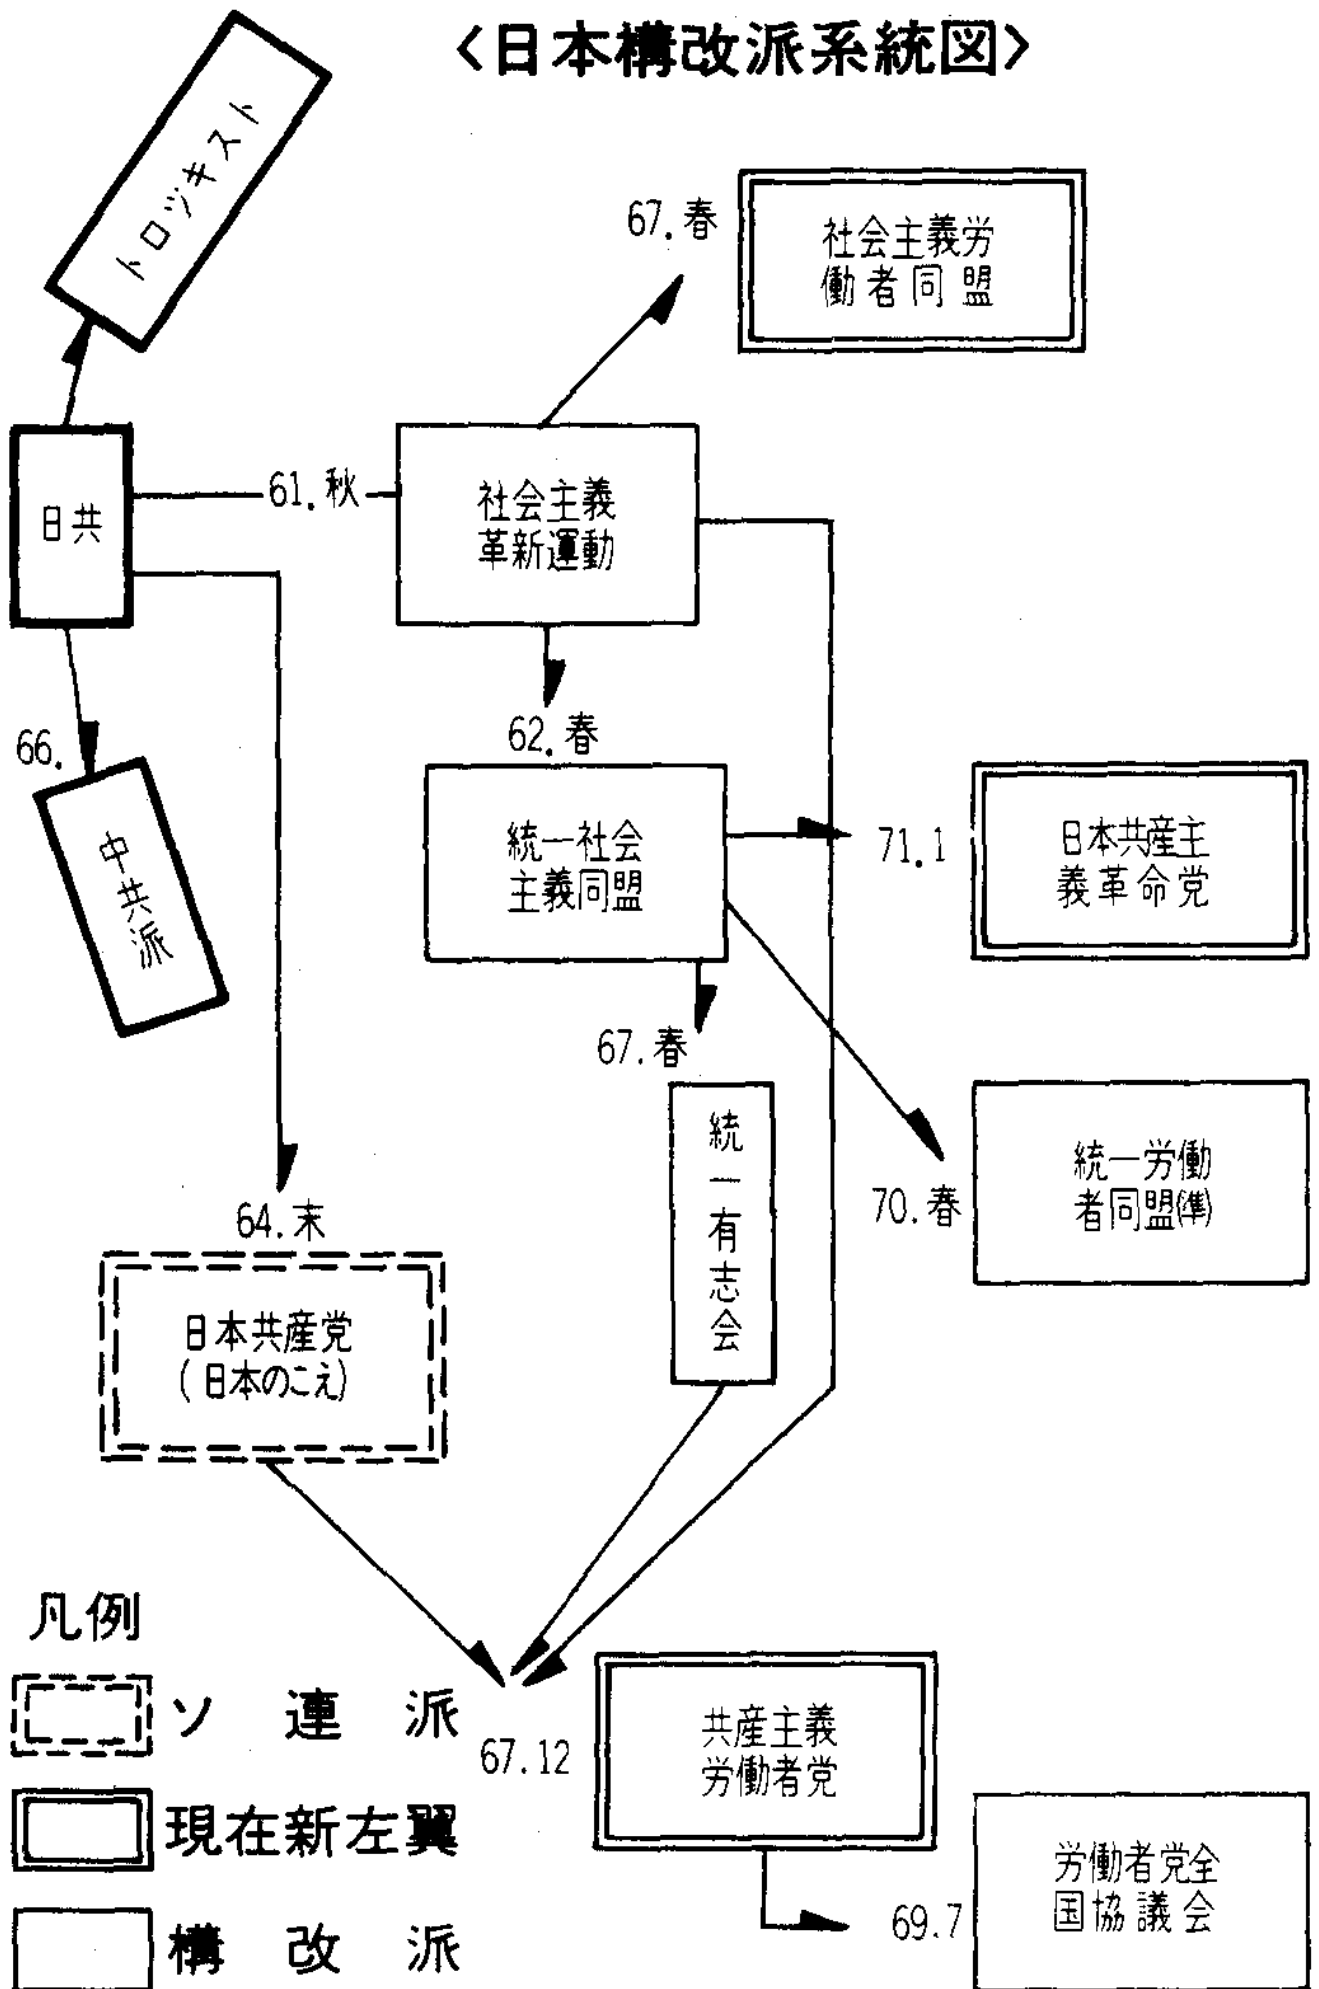 〈日本構改派系統図〉
トロツキスト
67.春
社会主義労
働者同盟
日共
61.秋
社会主義
革新運動
66.
中共派
62.春
統一社会
主義同盟
71.1
日本共産主
義革命党
67.春
統一有志会
70.春
統一労働
者同盟(準)
64.末
日本共産党
(日本のこえ)
67.12
共産主義
労働者党
69.7
労働者党全
国協議会
凡例
ソ連派
現在新左翼
構改派